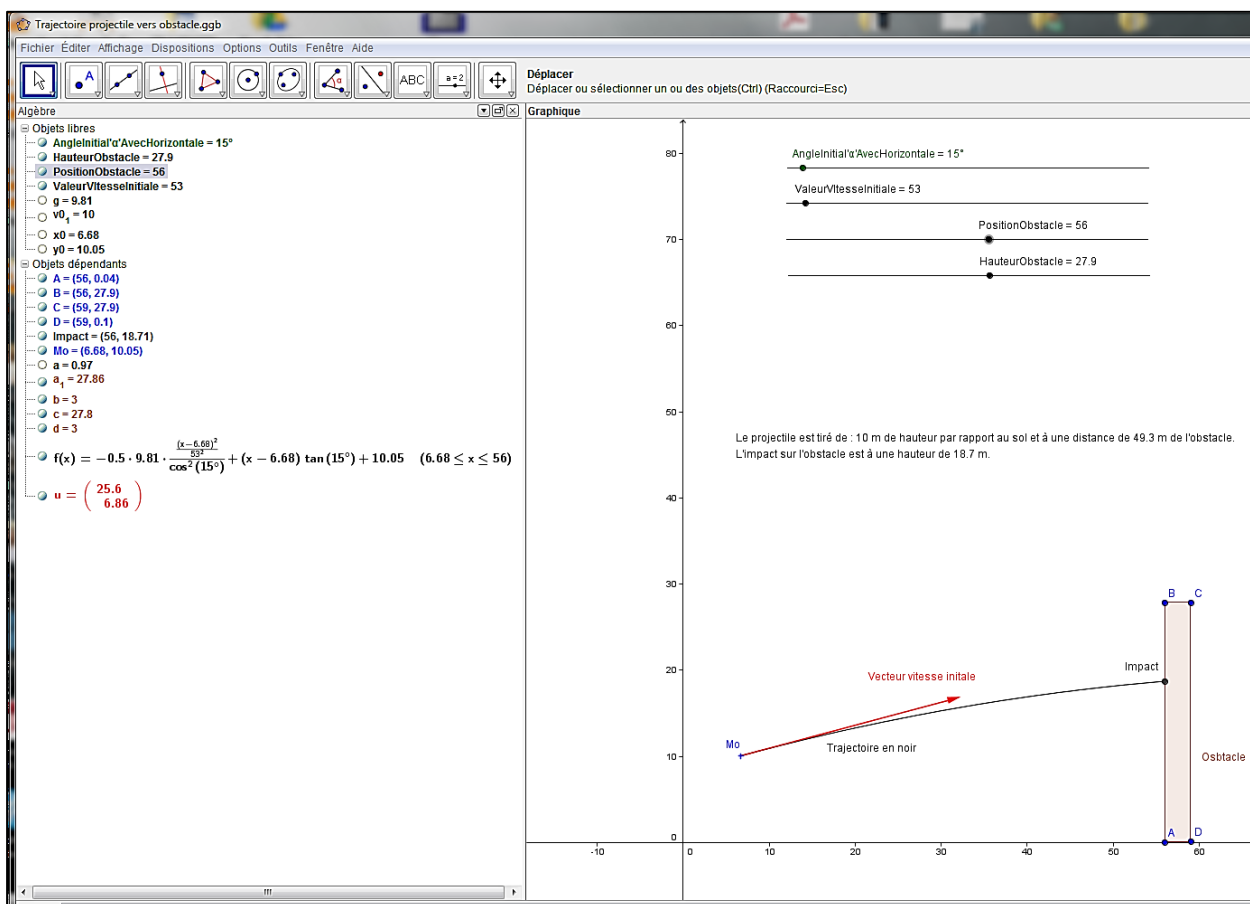 Trajectoire projectile vers obstacle.ggb
Fichier Éditer Affichage Dispositions Options Outils Fenêtre Aide
A
α
ABC
a = 2
Déplacer
Déplacer ou sélectionner un ou des objets(Ctrl) (Raccourci=Esc)
Algèbre
Objets libres
AngleInitial'α'AvecHorizontale = 15°
HauteurObstacle = 27.9
PositionObstacle = 56
ValeurVItesseInitiale = 53
g = 9.81
v0₁ = 10
x0 = 6.68
y0 = 10.05
Objets dépendants
A = (56, 0.04)
B = (56, 27.9)
C = (59, 27.9)
D = (59, 0.1)
Impact = (56, 18.71)
Mo = (6.68, 10.05)
a = 0.97
a₁ = 27.86
b = 3
c = 27.8
d = 3
f(x) = −0.5 · 9.81 · ((x−6.68)²/53²)/cos² (15°) + (x − 6.68) tan (15°) + 10.05 (6.68 ≤ x ≤ 56)
u = ( 25.6
6.86 )
Graphique
AngleInitial'α'AvecHorizontale = 15°
ValeurVItesseInitiale = 53
PositionObstacle = 56
HauteurObstacle = 27.9
Le projectile est tiré de : 10 m de hauteur par rapport au sol et à une distance de 49.3 m de l'obstacle.
L'impact sur l'obstacle est à une hauteur de 18.7 m.
80
70
60
50
40
30
20
10
0
B C
Impact
Vecteur vitesse initale
Mo
Trajectoire en noir
Osbtacle
A D
-10 0 10 20 30 40 50 60